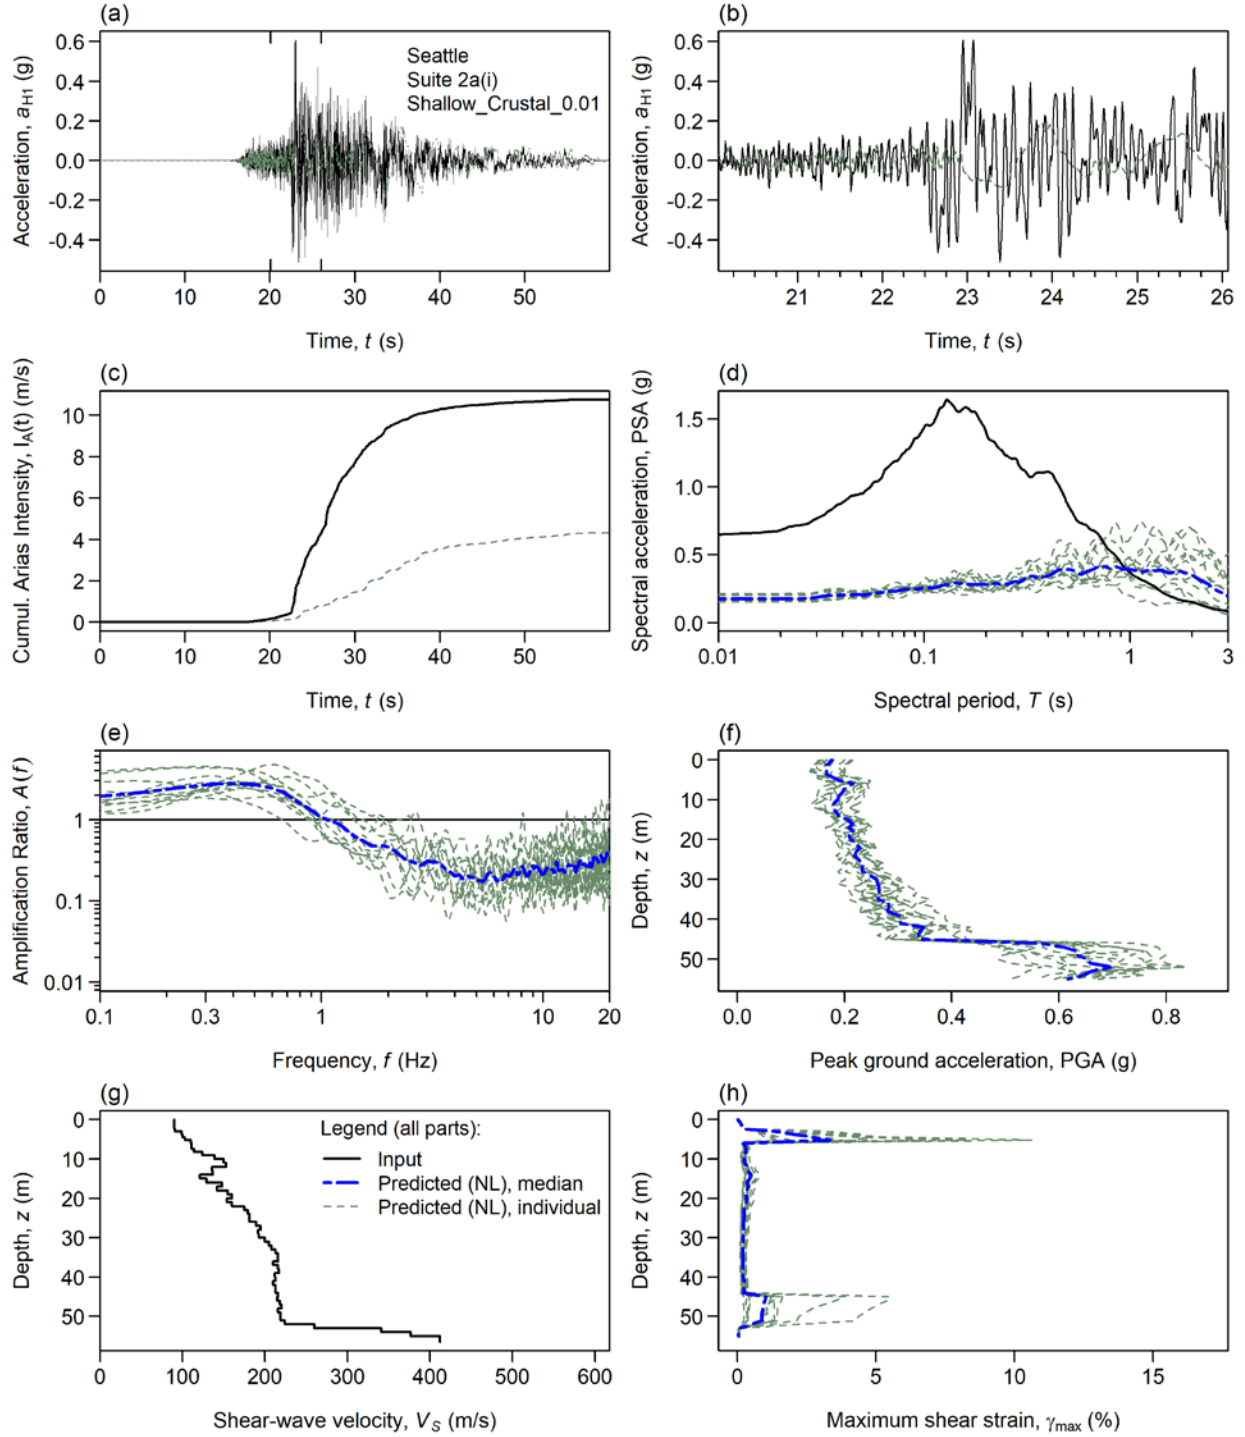 (a)
Acceleration, aH1 (g)
0.6
0.4
0.2
0.0
-0.2
-0.4
Seattle
Suite 2a(i)
Shallow_Crustal_0.01
0 10 20 30 40 50
Time, t (s)
(b)
Acceleration, aH1 (g)
0.6
0.4
0.2
0.0
-0.2
-0.4
21 22 23 24 25 26
Time, t (s)
(c)
Cumul. Arias Intensity, IA(t) (m/s)
10
8
6
4
2
0
0 10 20 30 40 50
Time, t (s)
(d)
Spectral acceleration, PSA (g)
1.5
1.0
0.5
0.0
0.01 0.1 1 3
Spectral period, T (s)
(e)
Amplification Ratio, A(f)
1
0.1
0.01
0.1 0.3 1 3 10 20
Frequency, f (Hz)
(f)
Depth, z (m)
0
10
20
30
40
50
0.0 0.2 0.4 0.6 0.8
Peak ground acceleration, PGA (g)
(g)
Depth, z (m)
0
10
20
30
40
50
Legend (all parts):
Input
Predicted (NL), median
Predicted (NL), individual
0 100 200 300 400 500 600
Shear-wave velocity, VS (m/s)
(h)
Depth, z (m)
0
10
20
30
40
50
0 5 10 15
Maximum shear strain, γmax (%)